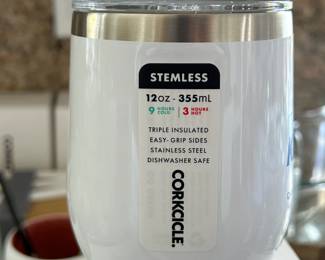 STEMLESS
12oz - 355mL
9 HOURS COLD | 3 HOURS HOT
TRIPLE INSULATED
EASY- GRIP SIDES
STAINLESS STEEL
DISHWASHER SAFE
CORKCICLE.